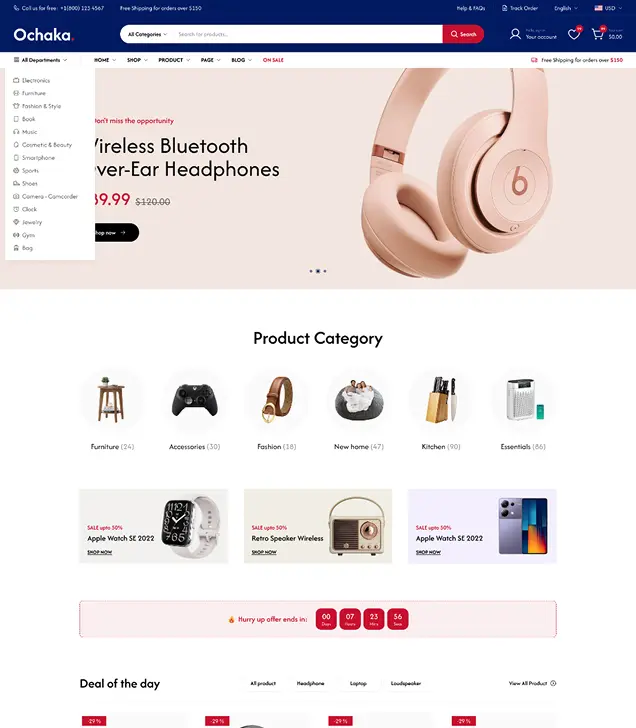 Call us for free: +1(800) 123 4567
Free Shipping for orders over $150
Help & FAQs
Track Order
English
USD
Ochaka.
All Categories
Search for products...
Search
Your account
$0.00
All Departments
HOME
SHOP
PRODUCT
PAGE
BLOG
ON SALE
Free Shipping for orders over $150
Electronics
Furniture
Fashion & Style
Book
Music
Cosmetic & Beauty
Smartphone
Sports
Shoes
Camera - Camcorder
Clock
Jewelry
Gym
Bag
Don't miss the opportunity
Wireless Bluetooth
Over-Ear Headphones
89.99 $120.00
Shop now
Product Category
Furniture (24)
Accessories (30)
Fashion (18)
New home (47)
Kitchen (90)
Essentials (86)
SALE upto 50%
Apple Watch SE 2022
SHOP NOW
SALE upto 50%
Retro Speaker Wireless
SHOP NOW
SALE upto 50%
Apple Watch SE 2022
SHOP NOW
Hurry up offer ends in:
00 Days
07 Hours
23 Mins
56 Secs
Deal of the day
All product
Headphone
Laptop
Loudspeaker
View All Product
-29 %
-29 %
-29 %
-29 %